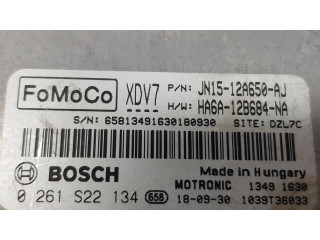 FoMoCo XDV7 P/N: JN15-12A650-AJ
H/W: HA6A-12B684-NA
S/N: 65813491630180930 SITE: DZL7C
BOSCH Made in Hungary
MOTRONIC 1349 1630
0 261 S22 134 658 18-09-30 1039T36033